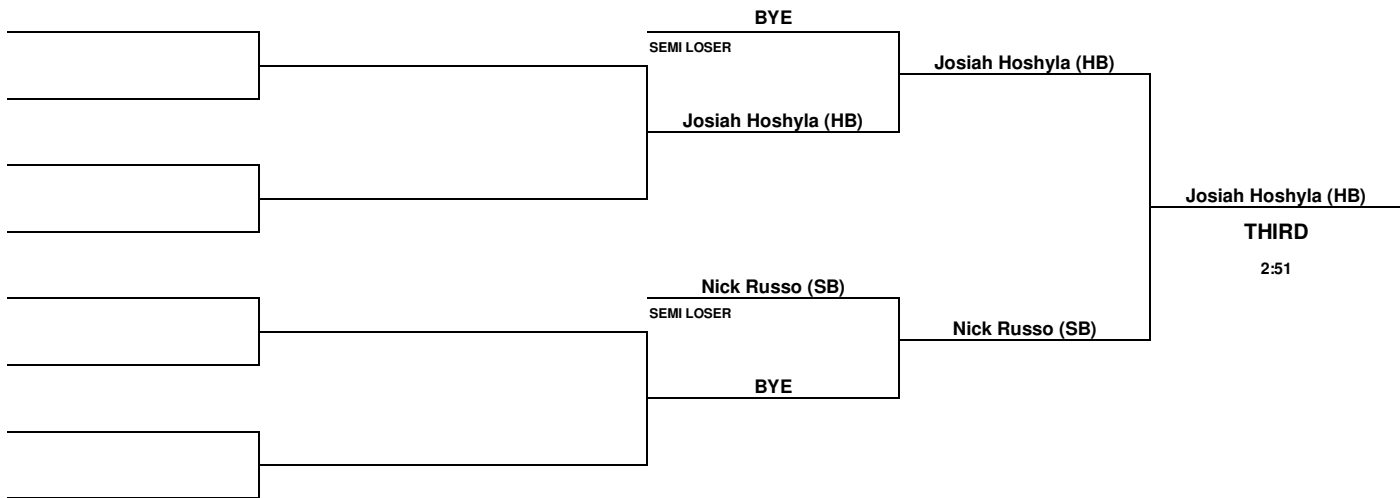 BYE
SEMI LOSER
Josiah Hoshyla (HB)
Josiah Hoshyla (HB)
Josiah Hoshyla (HB)
THIRD
2:51
Nick Russo (SB)
SEMI LOSER
Nick Russo (SB)
BYE